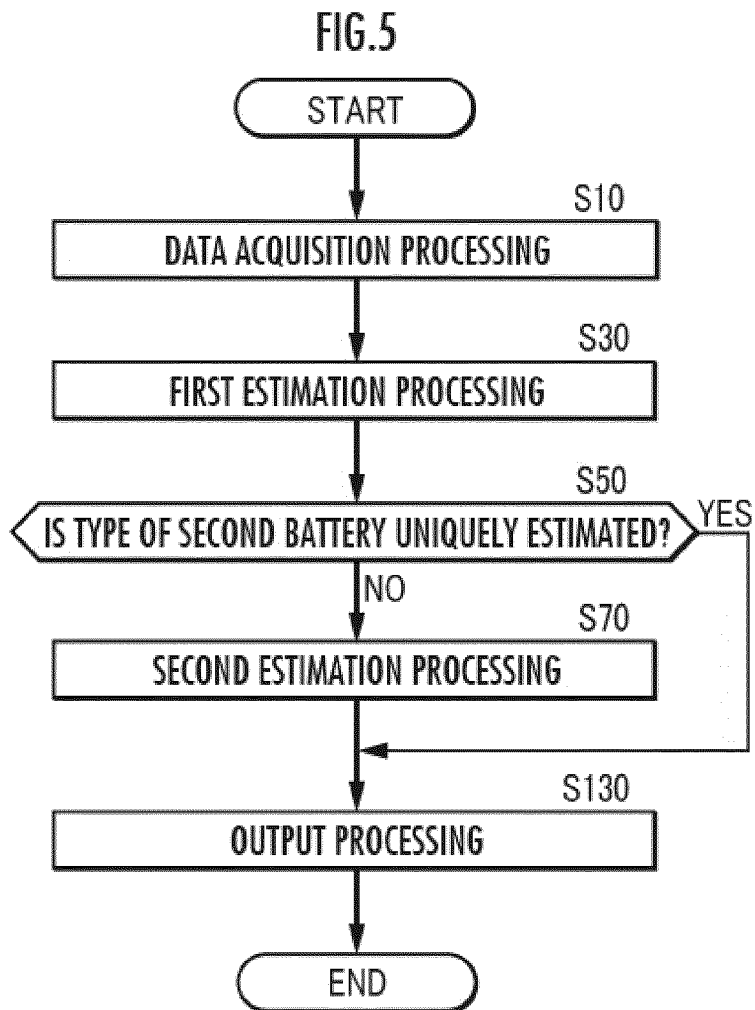 FIG.5
START
S10
DATA ACQUISITION PROCESSING
S30
FIRST ESTIMATION PROCESSING
S50
IS TYPE OF SECOND BATTERY UNIQUELY ESTIMATED?
YES
NO
S70
SECOND ESTIMATION PROCESSING
S130
OUTPUT PROCESSING
END